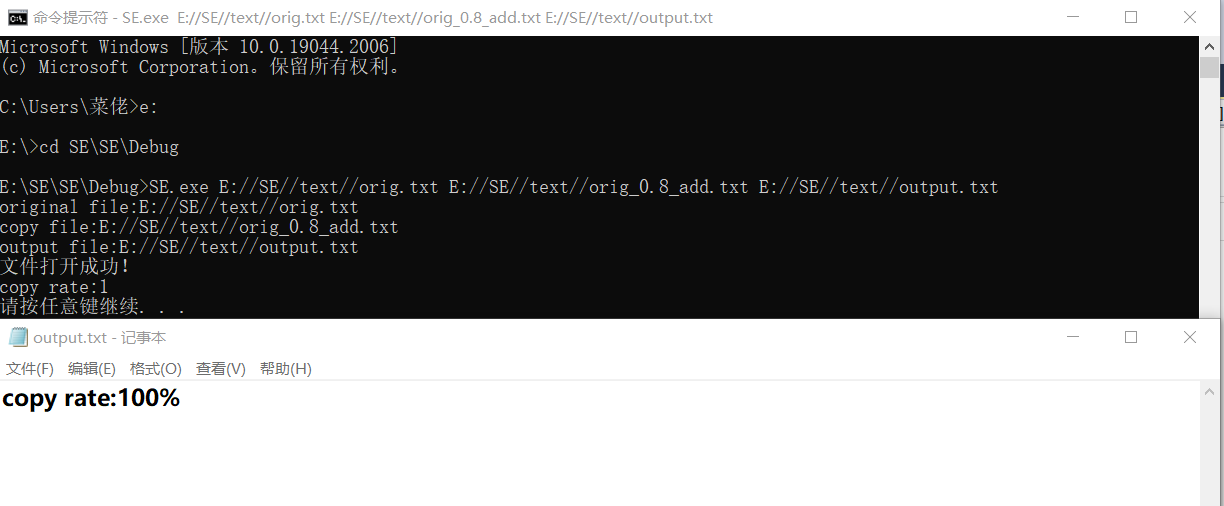 命令提示符 - SE.exe  E://SE//text//orig.txt E://SE//text//orig_0.8_add.txt E://SE//text//output.txt
Microsoft Windows [版本 10.0.19044.2006]
(c) Microsoft Corporation。保留所有权利。
C:\Users\菜佬>e:
E:\>cd SE\SE\Debug
E:\SE\SE\Debug>SE.exe E://SE//text//orig.txt E://SE//text//orig_0.8_add.txt E://SE//text//output.txt
original file:E://SE//text//orig.txt
copy file:E://SE//text//orig_0.8_add.txt
output file:E://SE//text//output.txt
文件打开成功!
copy rate:1
请按任意键继续. . .
output.txt - 记事本
文件(F) 编辑(E) 格式(O) 查看(V) 帮助(H)
copy rate:100%